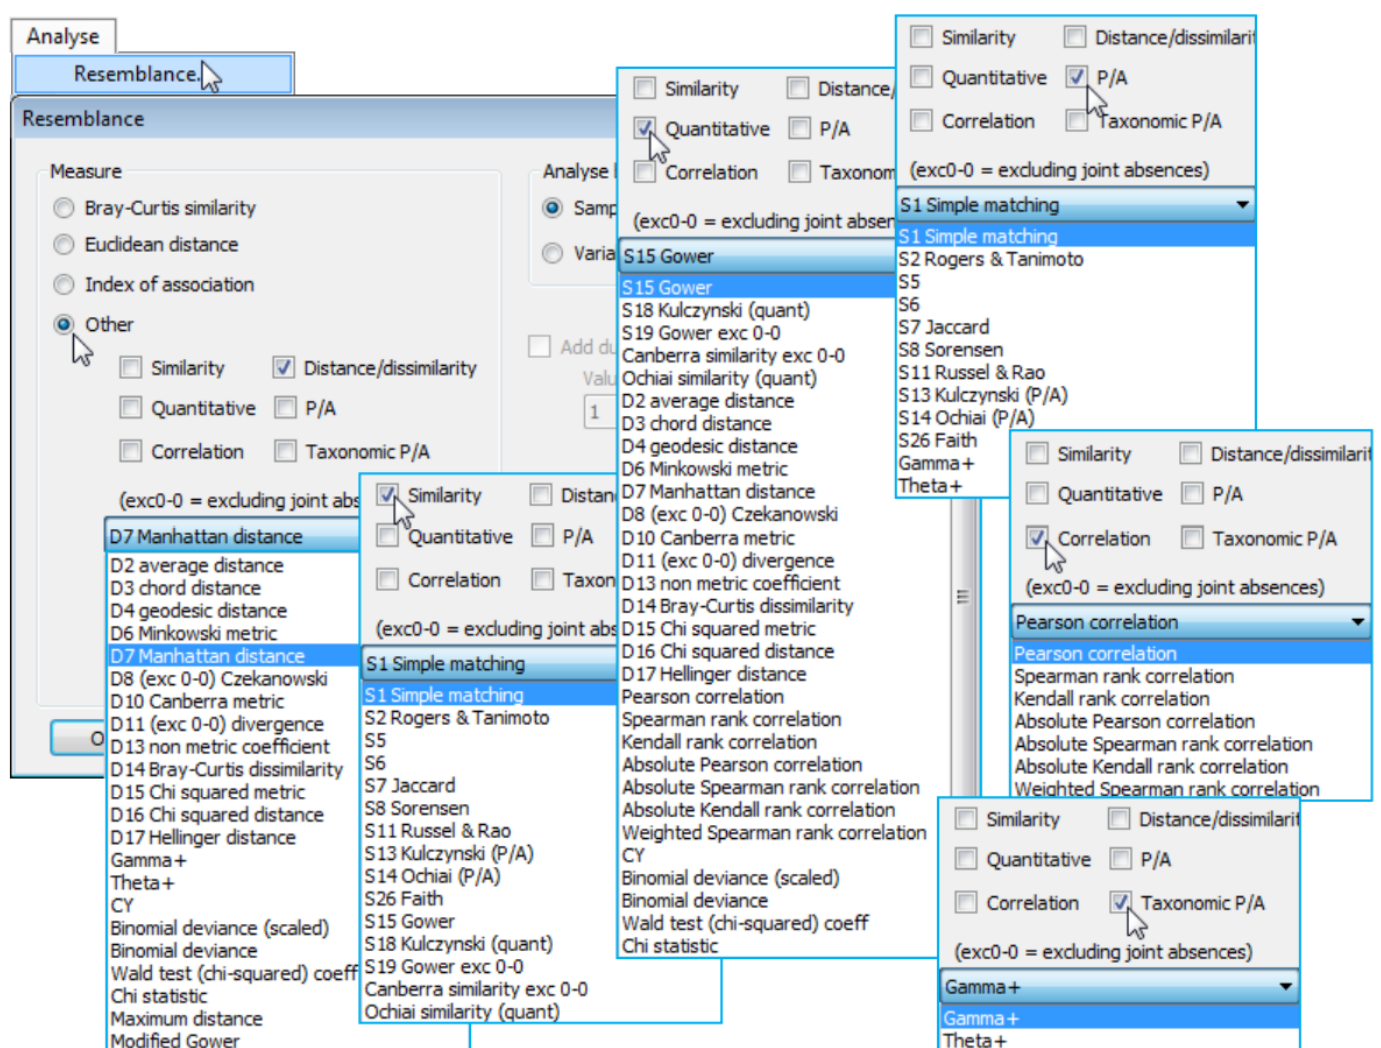 Analyse
Resemblance.
Resemblance
Measure
Bray-Curtis similarity
Euclidean distance
Index of association
Other
Similarity
Distance/dissimilarity
Quantitative
P/A
Correlation
Taxonomic P/A
(exc0-0 = excluding joint abs
D7 Manhattan distance
D2 average distance
D3 chord distance
D4 geodesic distance
D6 Minkowski metric
D7 Manhattan distance
D8 (exc 0-0) Czekanowski
D10 Canberra metric
D11 (exc 0-0) divergence
D13 non metric coefficient
D14 Bray-Curtis dissimilarity
D15 Chi squared metric
D16 Chi squared distance
D17 Hellinger distance
Gamma+
Theta+
CY
Binomial deviance (scaled)
Binomial deviance
Wald test (chi-squared) coeff
Chi statistic
Maximum distance
Modified Gower
Analyse
Samp
Varia
Add du
Valu
1
O
Similarity
Distan
Quantitative
P/A
Correlation
Taxon
(exc0-0 = excluding joint abs
S1 Simple matching
S1 Simple matching
S2 Rogers & Tanimoto
S5
S6
S7 Jaccard
S8 Sorensen
S11 Russel & Rao
S13 Kulczynski (P/A)
S14 Ochiai (P/A)
S26 Faith
S15 Gower
S18 Kulczynski (quant)
S19 Gower exc 0-0
Canberra similarity exc 0-0
Ochiai similarity (quant)
Similarity
Distance/
Quantitative
P/A
Correlation
Taxonom
(exc0-0 = excluding joint absen
S15 Gower
S15 Gower
S18 Kulczynski (quant)
S19 Gower exc 0-0
Canberra similarity exc 0-0
Ochiai similarity (quant)
D2 average distance
D3 chord distance
D4 geodesic distance
D6 Minkowski metric
D7 Manhattan distance
D8 (exc 0-0) Czekanowski
D10 Canberra metric
D11 (exc 0-0) divergence
D13 non metric coefficient
D14 Bray-Curtis dissimilarity
D15 Chi squared metric
D16 Chi squared distance
D17 Hellinger distance
Pearson correlation
Spearman rank correlation
Kendall rank correlation
Absolute Pearson correlation
Absolute Spearman rank correlation
Absolute Kendall rank correlation
Weighted Spearman rank correlation
CY
Binomial deviance (scaled)
Binomial deviance
Wald test (chi-squared) coeff
Chi statistic
Similarity
Distance/dissimilarit
Quantitative
P/A
Correlation
Taxonomic P/A
(exc0-0 = excluding joint absences)
S1 Simple matching
S1 Simple matching
S2 Rogers & Tanimoto
S5
S6
S7 Jaccard
S8 Sorensen
S11 Russel & Rao
S13 Kulczynski (P/A)
S14 Ochiai (P/A)
S26 Faith
Gamma+
Theta+
Similarity
Distance/dissimilarit
Quantitative
P/A
Correlation
Taxonomic P/A
(exc0-0 = excluding joint absences)
Pearson correlation
Pearson correlation
Spearman rank correlation
Kendall rank correlation
Absolute Pearson correlation
Absolute Spearman rank correlation
Absolute Kendall rank correlation
Weighted Spearman rank correlation
Similarity
Distance/dissimilarit
Quantitative
P/A
Correlation
Taxonomic P/A
(exc0-0 = excluding joint absences)
Gamma+
Gamma+
Theta+